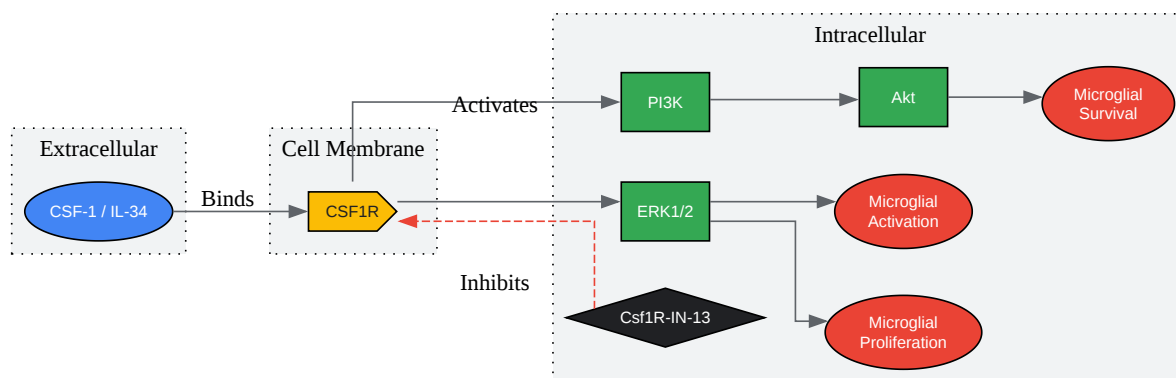 Intracellular
PI3K
Akt
Microglial
Survival
Activates
Extracellular
Cell Membrane
CSF-1 / IL-34
Binds
CSF1R
ERK1/2
Microglial
Activation
Inhibits
Csf1R-IN-13
Microglial
Proliferation